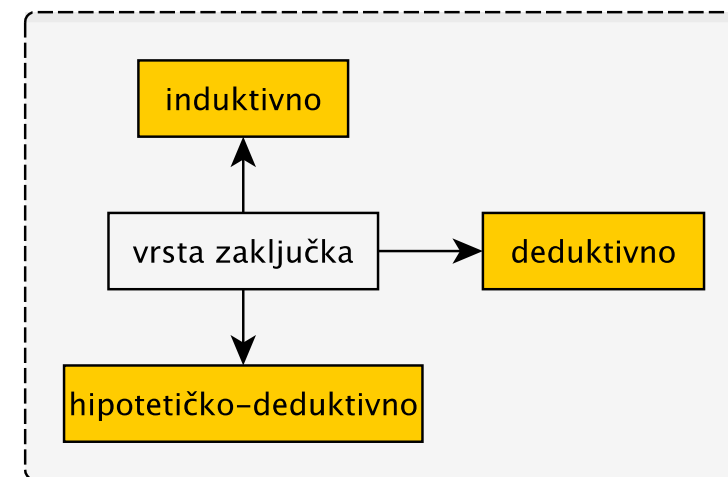 induktivno
vrsta zaključka
deduktivno
hipotetičko-deduktivno